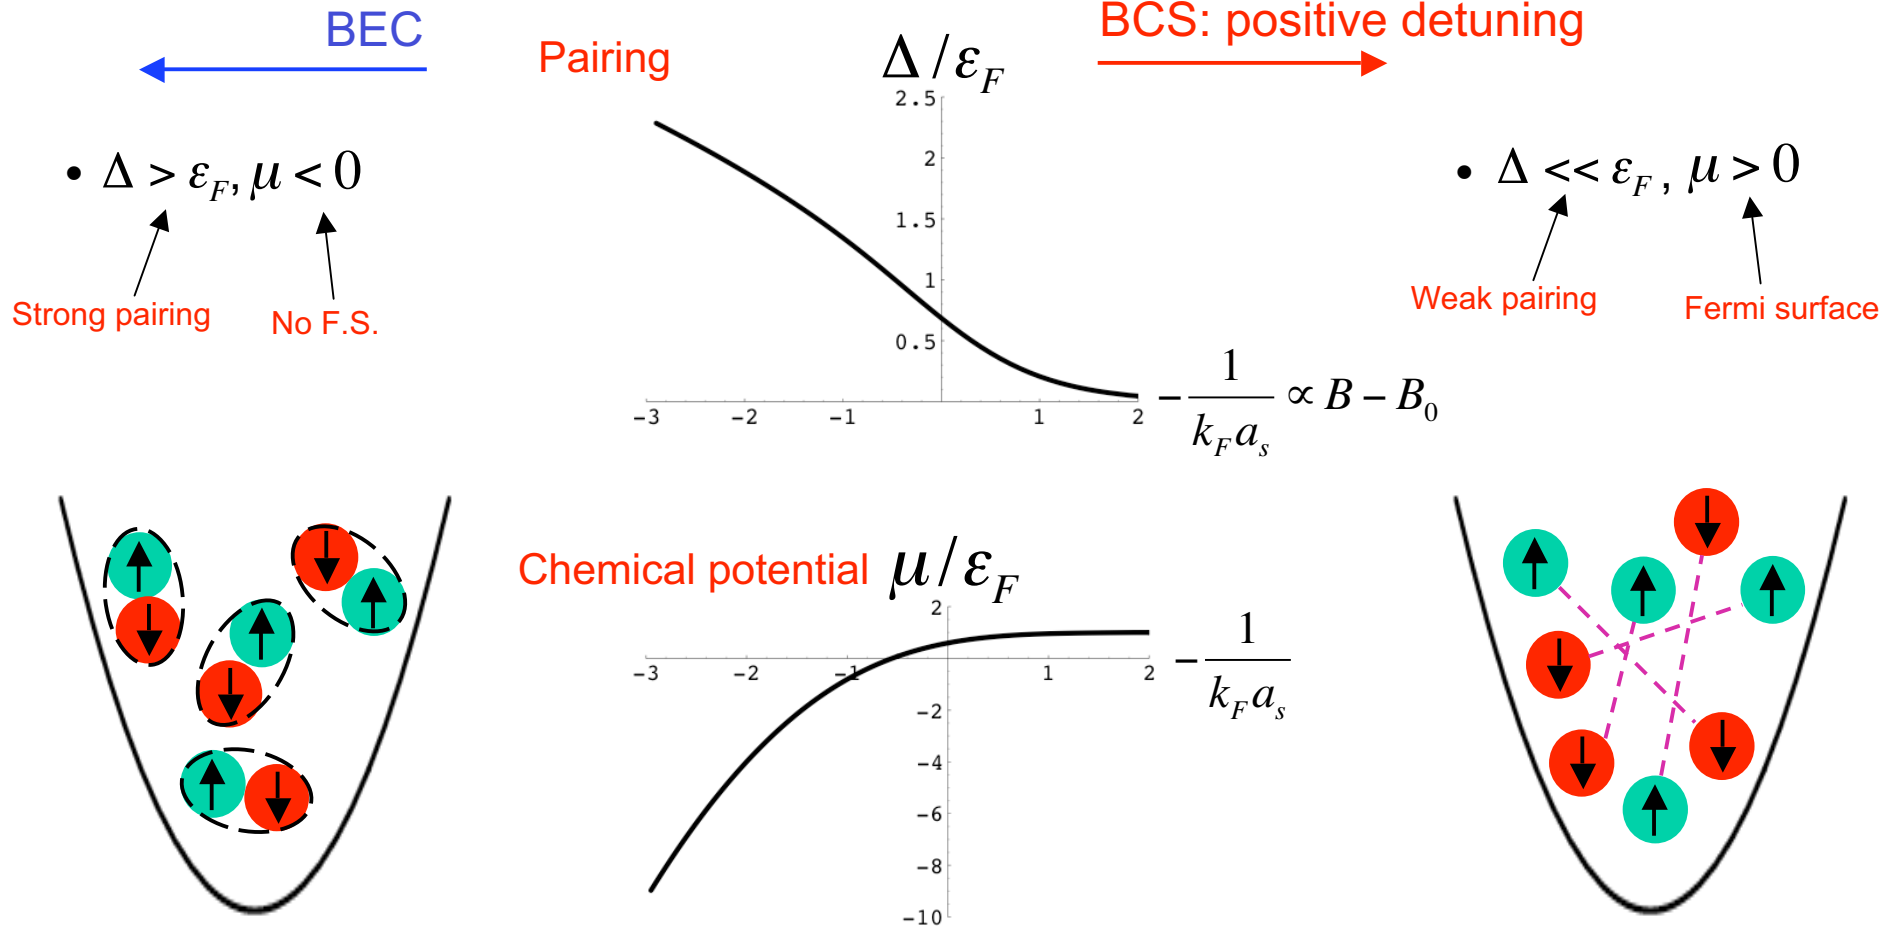 BEC
BCS: positive detuning
Pairing
Δ/ε_F
• Δ > ε_F, μ < 0
• Δ << ε_F, μ > 0
Strong pairing
No F.S.
Weak pairing
Fermi surface
2.5
2
1.5
1
0.5
−3 −2 −1 1 2
− 1/(k_F a_s) ∝ B − B_0
Chemical potential μ/ε_F
2
−3 −2 −1 1 2
− 1/(k_F a_s)
−2
−4
−6
−8
−10